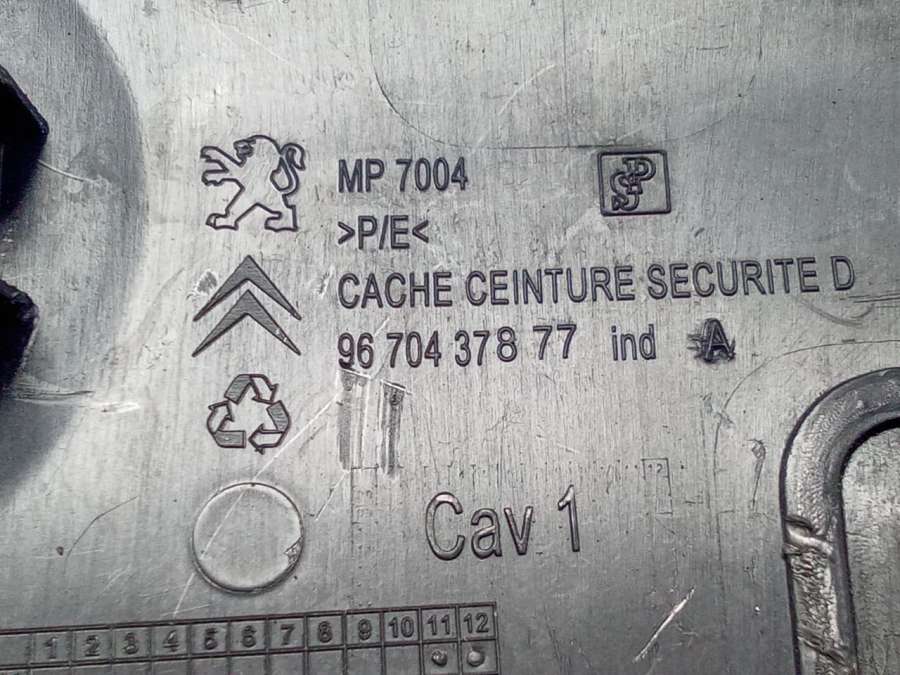 MP 7004
>P/E<
CACHE CEINTURE SECURITE D
96 704 378 77 ind A
12
Cav 1
1 2 3 4 5 6 7 8 9 10 11 12